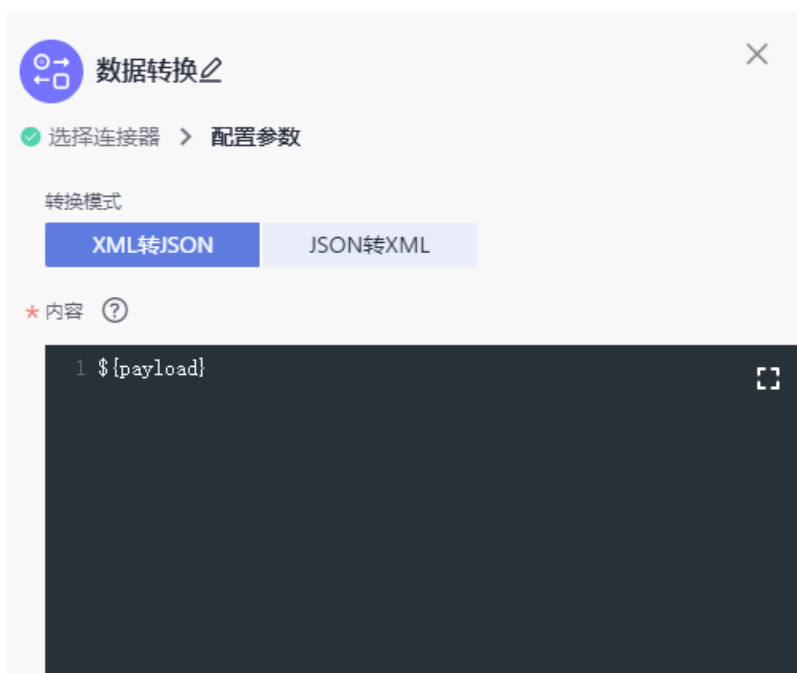 数据转换
选择连接器 > 配置参数
转换模式
XML转JSON JSON转XML
* 内容 ?
1 ${payload}